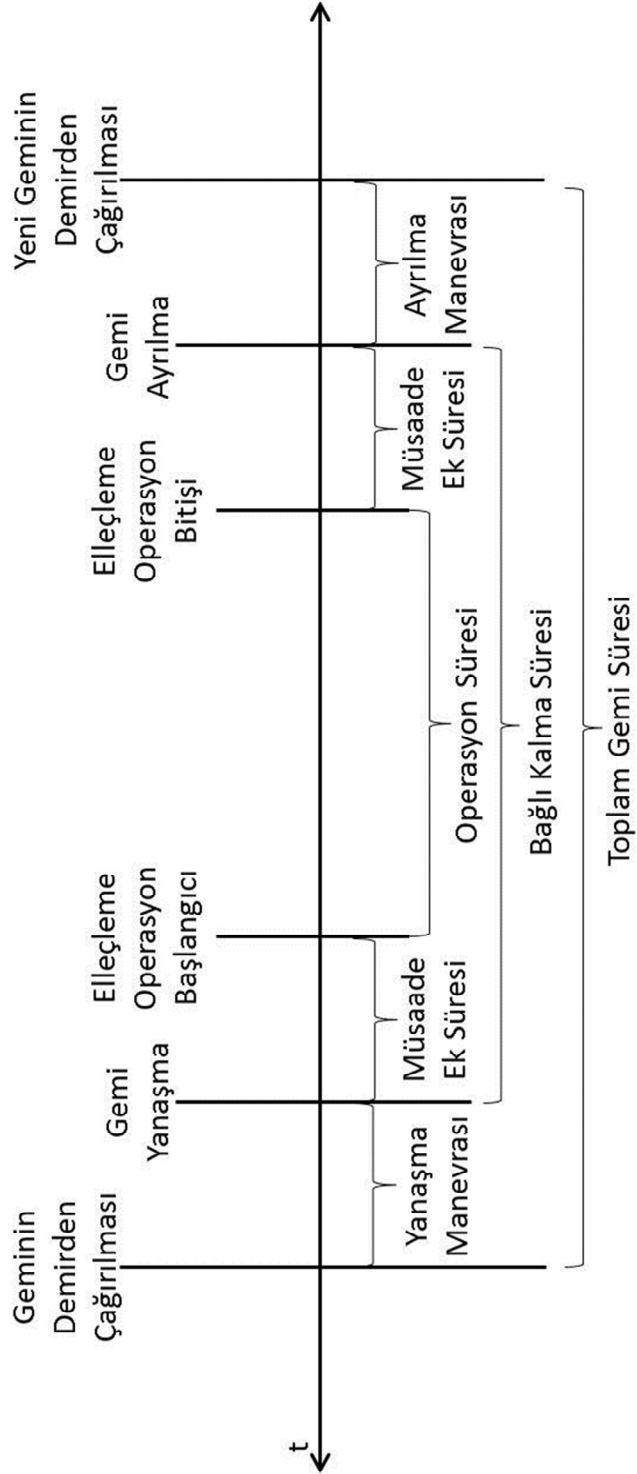 Geminin
Demirden
Çağırılması
Gemi
Yanaşma
Elleçleme
Operasyon
Başlangıcı
Elleçleme
Operasyon
Bitişi
Gemi
Ayrılma
Yeni Geminin
Demirden
Çağırılması
t
Yanaşma
Manevrası
Müsaade
Ek Süresi
Müsaade
Ek Süresi
Ayrılma
Manevrası
Operasyon Süresi
Bağlı Kalma Süresi
Toplam Gemi Süresi